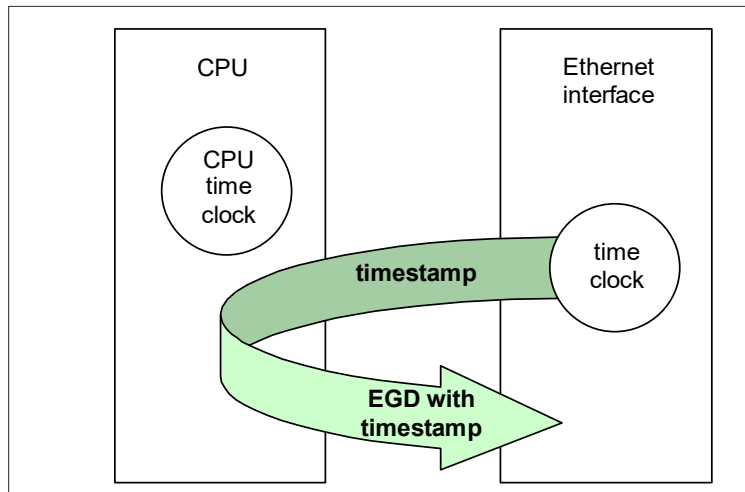 CPU
Ethernet
interface
CPU
time
clock
time
clock
timestamp
EGD with
timestamp